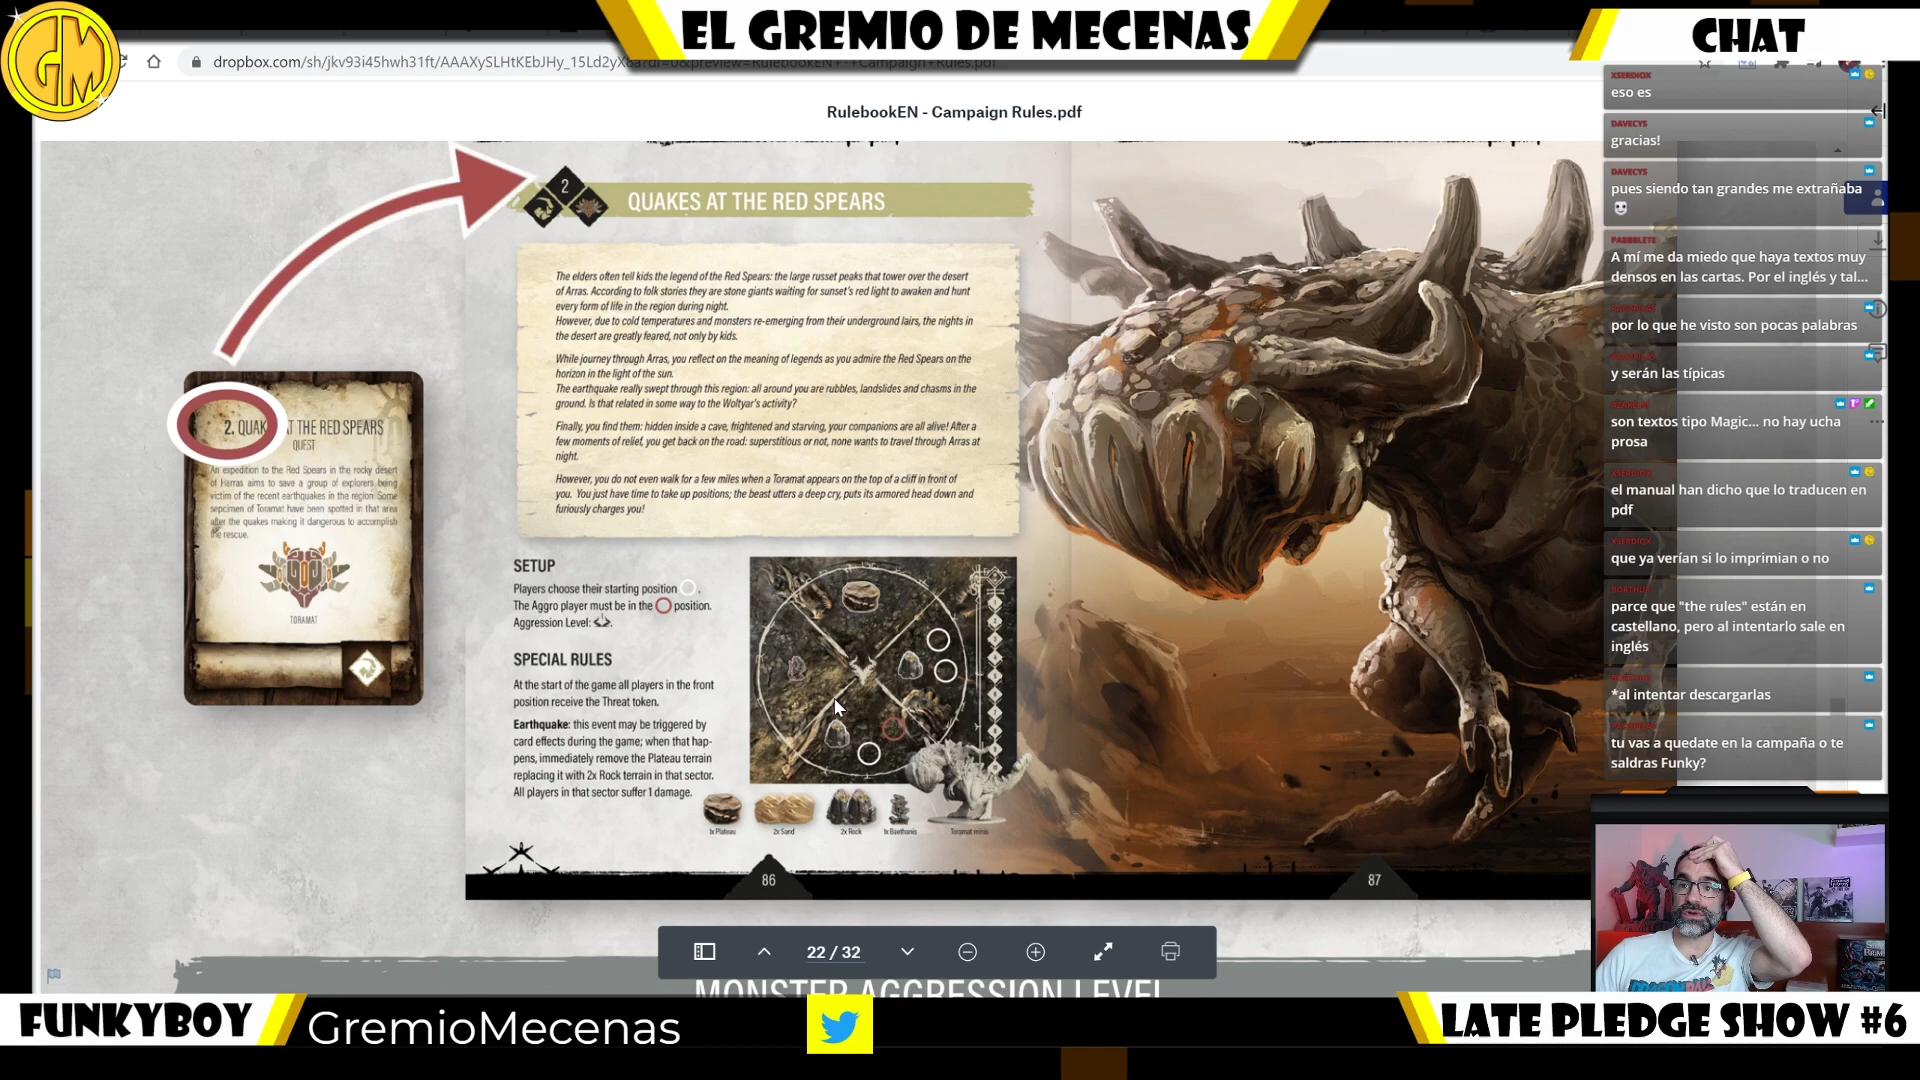 GM
EL GREMIO DE MECENAS
CHAT
dropbox.com/sh/jkv93i45hwh31ft/AAAXySLHtKEbJHy_15Ld2yX
RulebookEN - Campaign Rules.pdf
2
QUAKES AT THE RED SPEARS
The elders often tell kids the legend of the Red Spears: the large russet peaks that tower over the desert
of Arras. According to folk stories they are stone giants waiting for sunset's red light to awaken and hunt
every form of life in the region during night.
However, due to cold temperatures and monsters re-emerging from their underground lairs, the nights in
the desert are greatly feared, not only by kids.
While journey through Arras, you reflect on the meaning of legends as you admire the Red Spears on the
horizon in the light of the sun.
The earthquake really swept through this region: all around you are rubbles, landslides and chasms in the
ground. Is that related in some way to the Woltyar's activity?
Finally, you find them: hidden inside a cave, frightened and starving, your companions are all alive! After a
few moments of relief, you get back on the road: superstitious or not, none wants to travel through Arras at
night.
However, you do not even walk for a few miles when a Toramat appears on the top of a cliff in front of
you. You just have time to take up positions; the beast utters a deep cry, puts its armored head down and
furiously charges you!
2. QUAK T THE RED SPEARS
QUEST
An expedition to the Red Spears in the rocky desert
of Harras aims to save a group of explorers being
victim of the recent earthquakes in the region. Some
sepcimen of Toramat have been spotted in that area
after the quakes making it dangerous to accomplish
the rescue.
TORAMAT
SETUP
Players choose their starting position .
The Aggro player must be in the position.
Aggression Level: .
SPECIAL RULES
At the start of the game all players in the front
position receive the Threat token.
Earthquake: this event may be triggered by
card effects during the game; when that hap-
pens, immediately remove the Plateau terrain
replacing it with 2x Rock terrain in that sector.
All players in that sector suffer 1 damage.
1x Plateau
2x Sand
2x Rock
1x Baethanis
Toramat minis
86
87
22 / 32
MONSTER AGGRESSION LEVEL
XSERDIOX
eso es
DAVECYS
gracias!
DAVECYS
pues siendo tan grandes me extrañaba
PABBBLETE
A mí me da miedo que haya textos muy
densos en las cartas. Por el inglés y tal...
por lo que he visto son pocas palabras
y serán las típicas
son textos tipo Magic... no hay ucha
prosa
XSERDIOX
el manual han dicho que lo traducen en
pdf
XSERDIOX
que ya verían si lo imprimian o no
parce que "the rules" están en
castellano, pero al intentarlo sale en
inglés
*al intentar descargarlas
tu vas a quedate en la campaña o te
saldras Funky?
FUNKYBOY
GremioMecenas
LATE PLEDGE SHOW #6